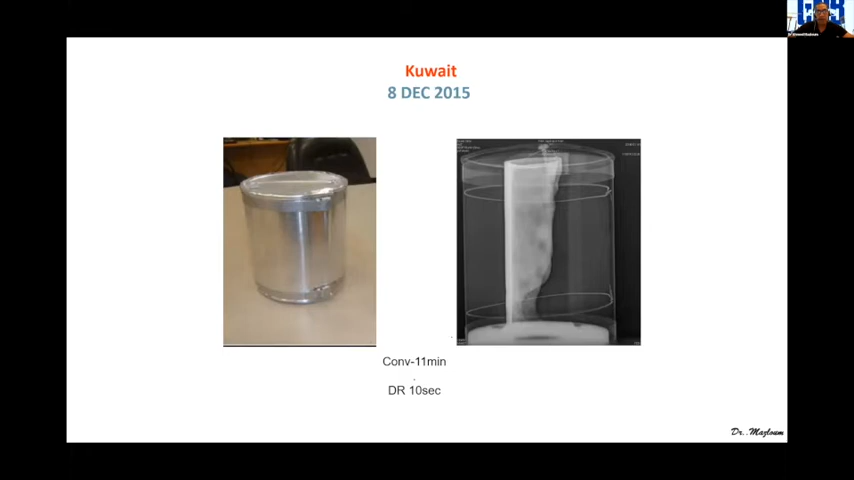 Kuwait
8 DEC 2015
Conv-11min
DR 10sec
Dr..Mazloum